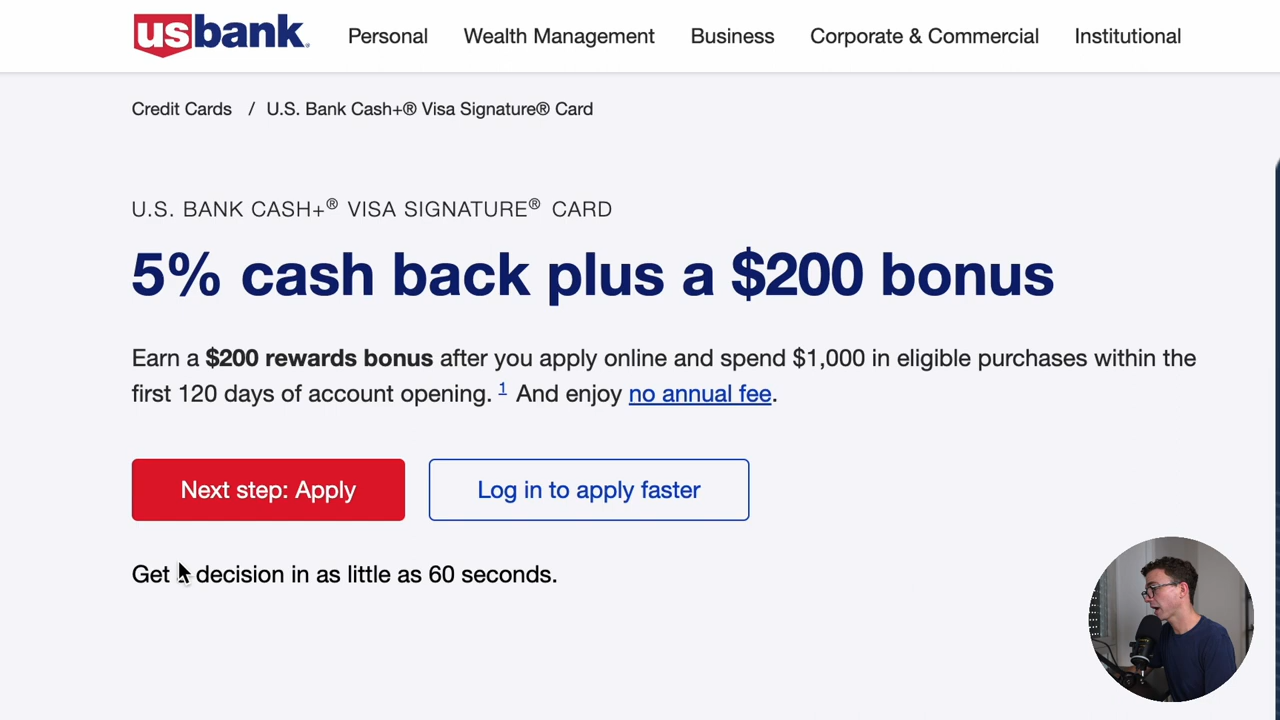 usbank.
Personal
Wealth Management
Business
Corporate & Commercial
Institutional
Credit Cards / U.S. Bank Cash+® Visa Signature® Card
U.S. BANK CASH+® VISA SIGNATURE® CARD
5% cash back plus a $200 bonus
Earn a $200 rewards bonus after you apply online and spend $1,000 in eligible purchases within the
first 120 days of account opening. 1 And enjoy no annual fee.
Next step: Apply
Log in to apply faster
Get decision in as little as 60 seconds.